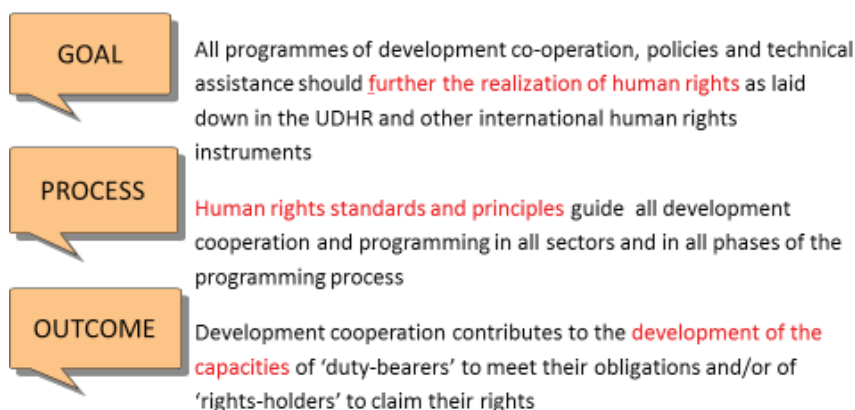 GOAL
All programmes of development co-operation, policies and technical
assistance should further the realization of human rights as laid
down in the UDHR and other international human rights
instruments
PROCESS
Human rights standards and principles guide all development
cooperation and programming in all sectors and in all phases of the
programming process
OUTCOME
Development cooperation contributes to the development of the
capacities of ‘duty-bearers’ to meet their obligations and/or of
‘rights-holders’ to claim their rights